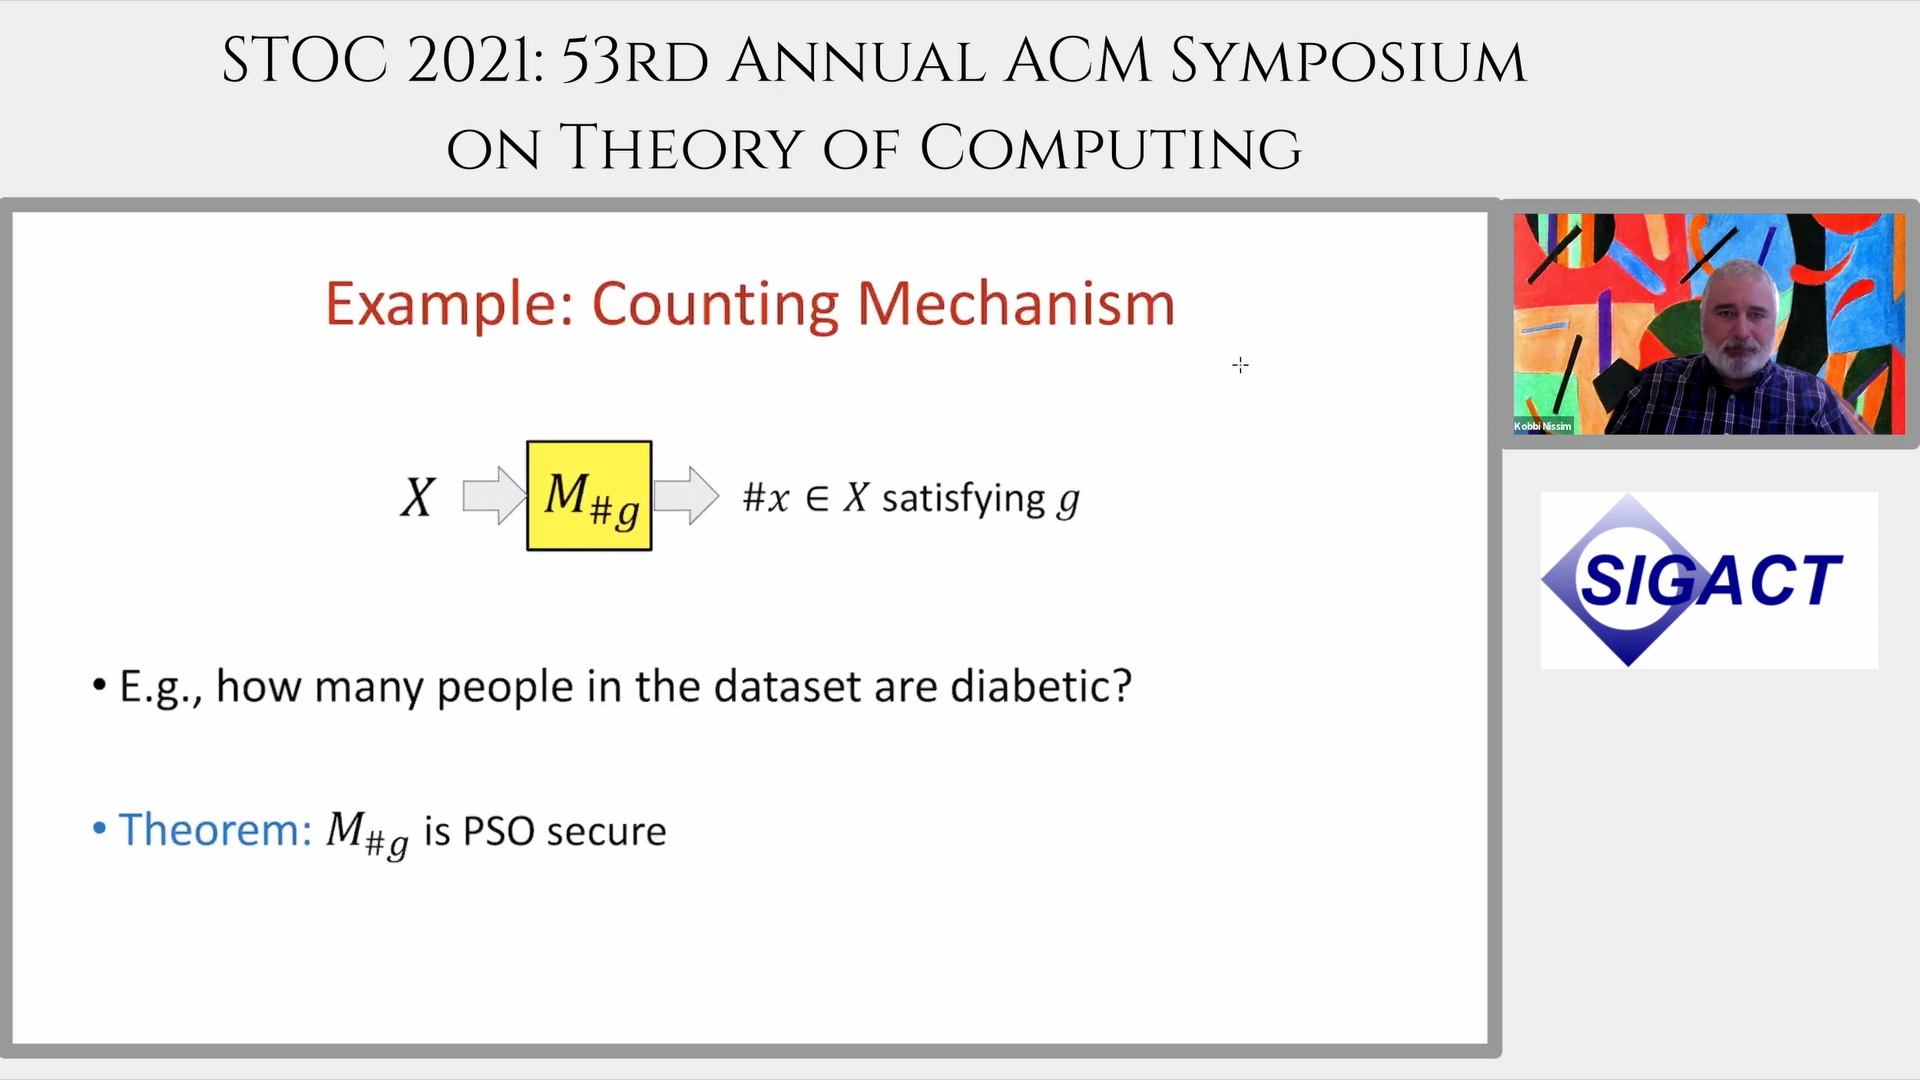 STOC 2021: 53rd Annual ACM Symposium
on Theory of Computing
Example: Counting Mechanism
X M#g #x ∈ X satisfying g
• E.g., how many people in the dataset are diabetic?
• Theorem: M#g is PSO secure
Kobbi Nissim
SIGACT